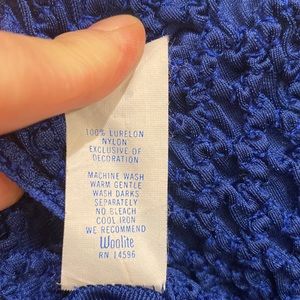 100% LURELON
NYLON
EXCLUSIVE OF
DECORATION
MACHINE WASH
WARM GENTLE
WASH DARKS
SEPARATELY
NO BLEACH
COOL IRON
WE RECOMMEND
Woolite
RN 14596